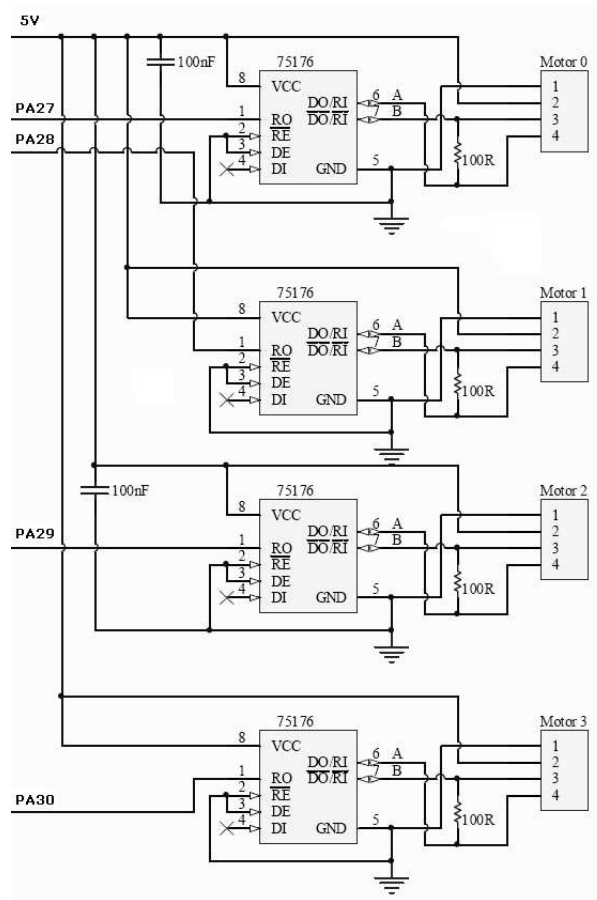 5V
75176
Motor 0
100nF
8 VCC
6 A
1
DO/RI
2
PA27
1 RO
DO/RI
7 B
3
2 RE
4
PA28
3 DE
100R
4 DI
GND 5
75176
Motor 1
8 VCC
1
6 A
DO/RI
2
1 RO
DO/RI
7 B
3
2 RE
4
3 DE
100R
4 DI
GND 5
75176
Motor 2
100nF
8 VCC
1
6 A
DO/RI
2
PA29
1 RO
DO/RI
7 B
3
2 RE
4
3 DE
100R
4 DI
GND 5
75176
Motor 3
8 VCC
1
6 A
DO/RI
2
1 RO
DO/RI
7 B
3
2 RE
4
PA30
3 DE
100R
4 DI
GND 5